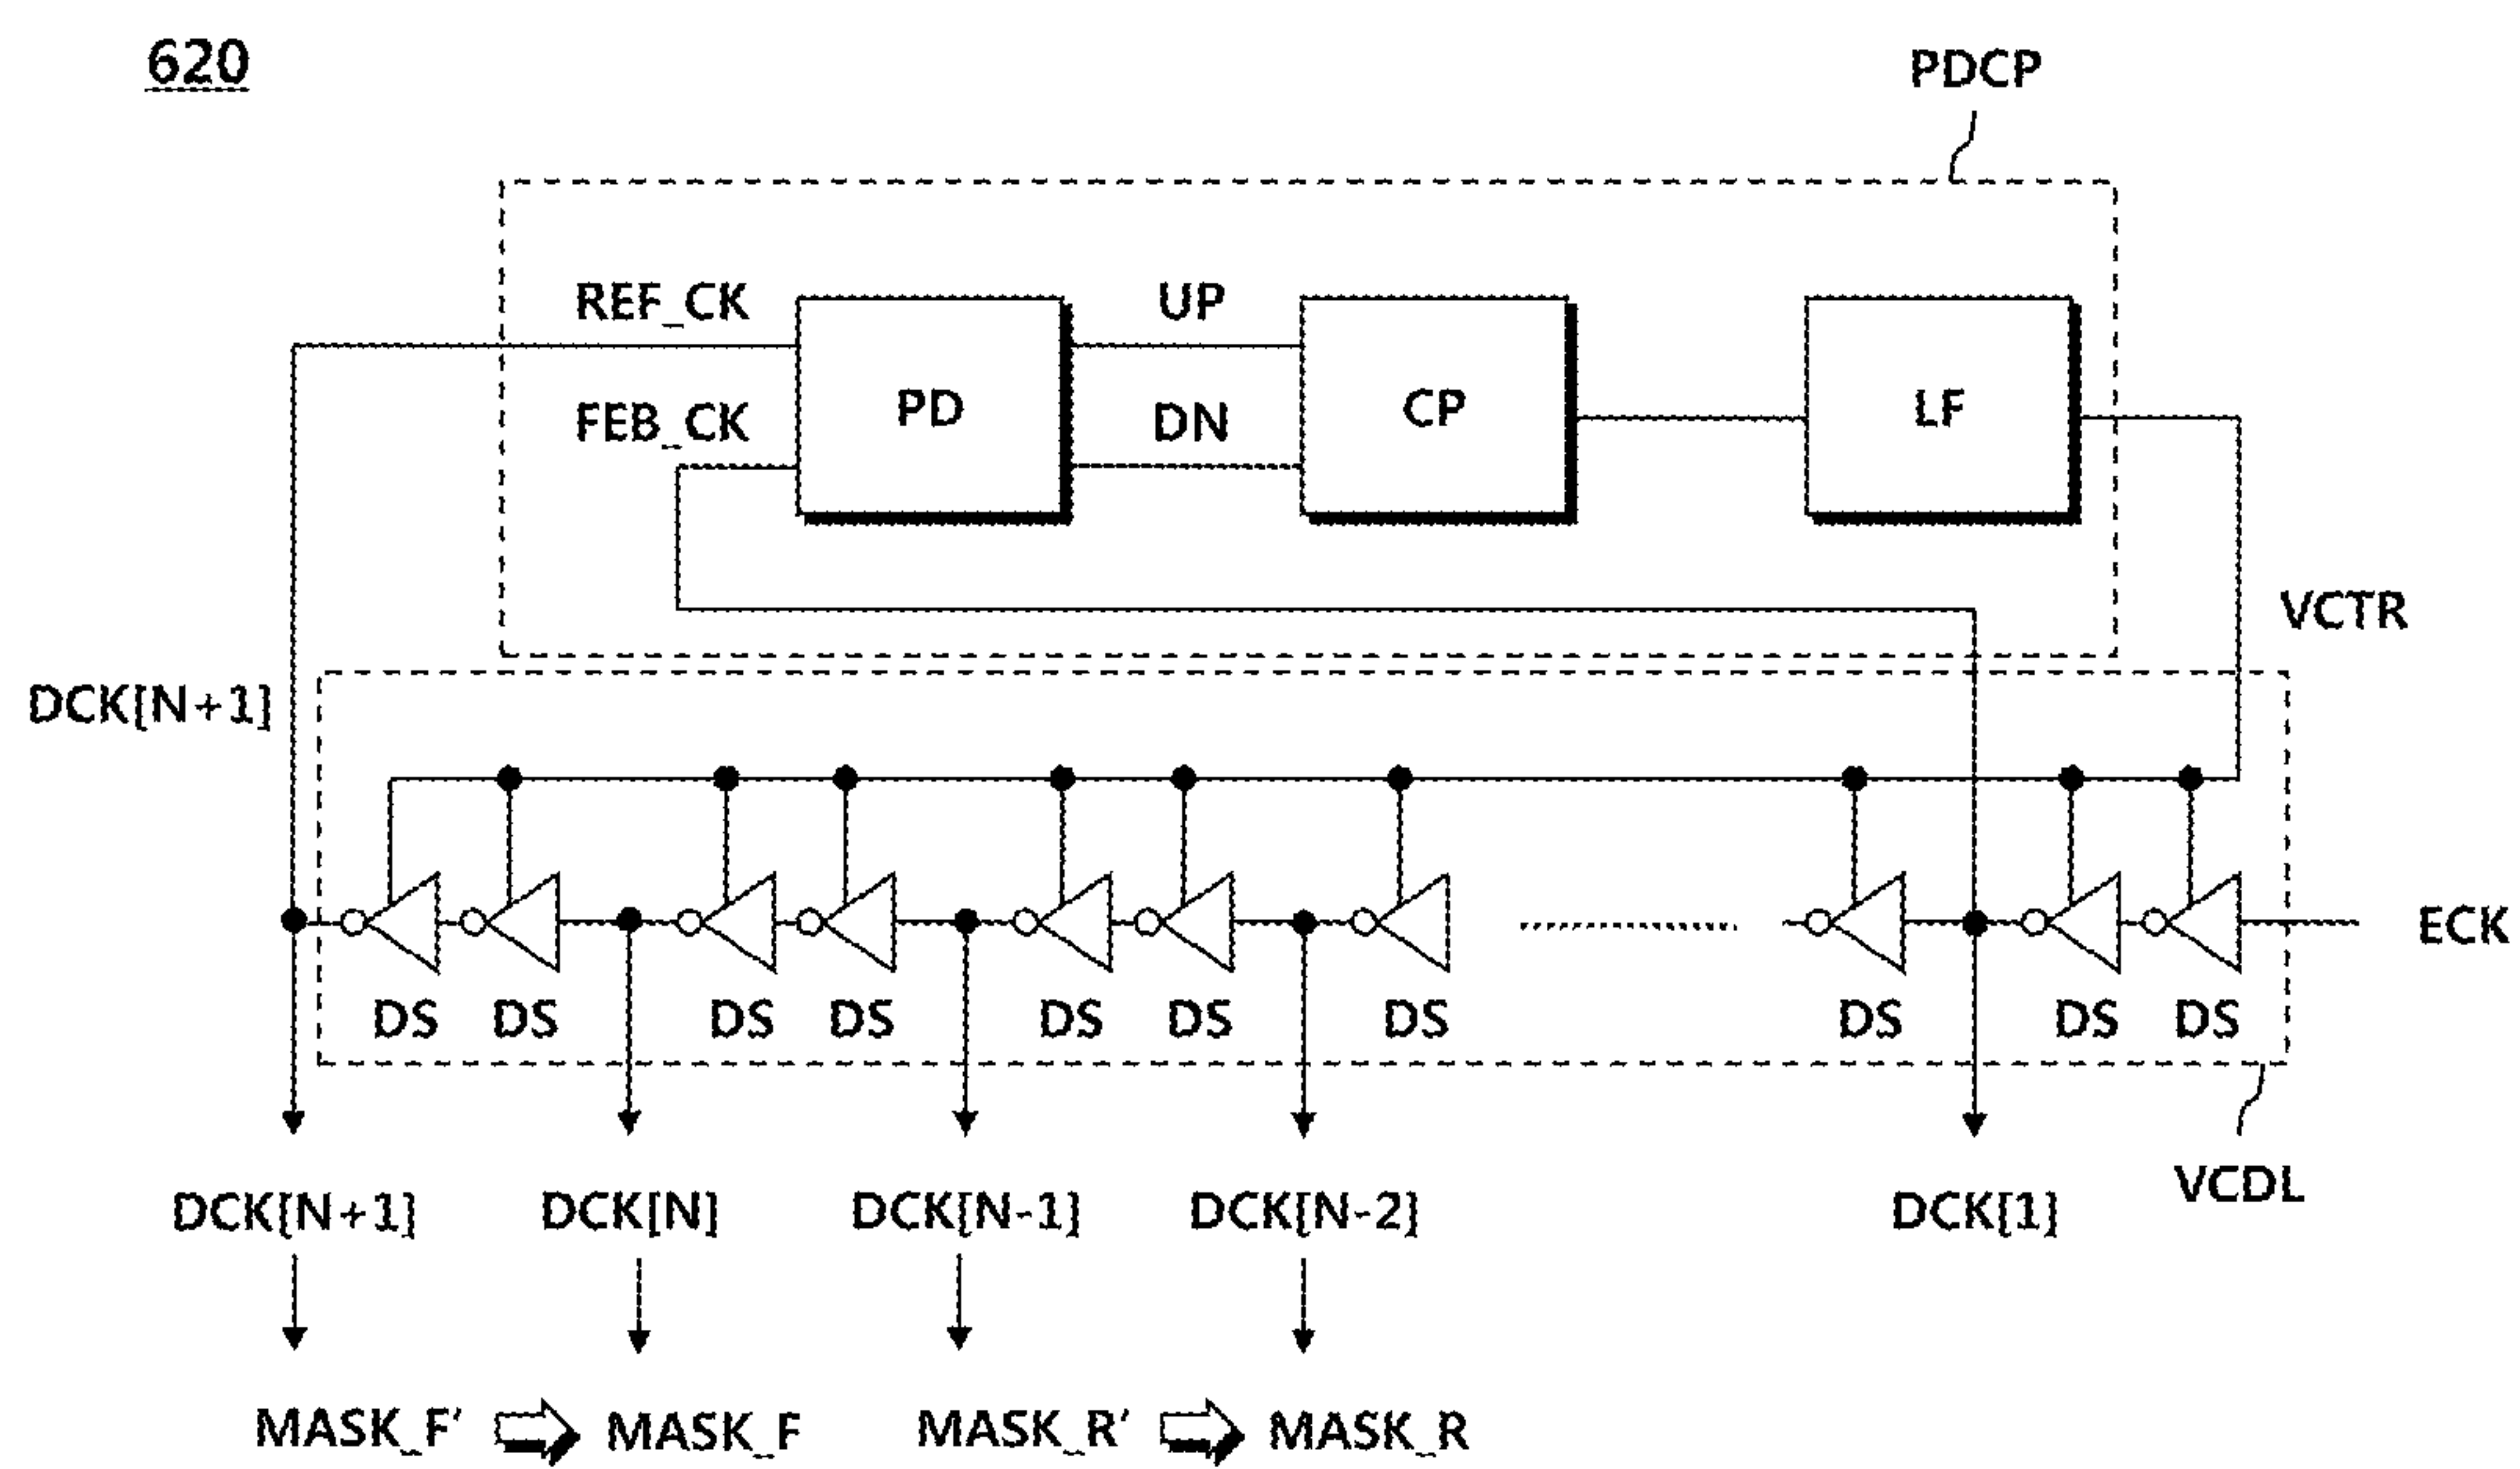 620
PDCP
REF_CK
UP
FEB_CK
PD
DN
CP
LF
VCTR
DCK[N+1]
ECK
DS DS DS DS DS DS DS DS DS DS
VCDL
DCK[N+1] DCK[N] DCK[N-1] DCK[N-2] DCK[1]
MASK_F' MASK_F MASK_R' MASK_R